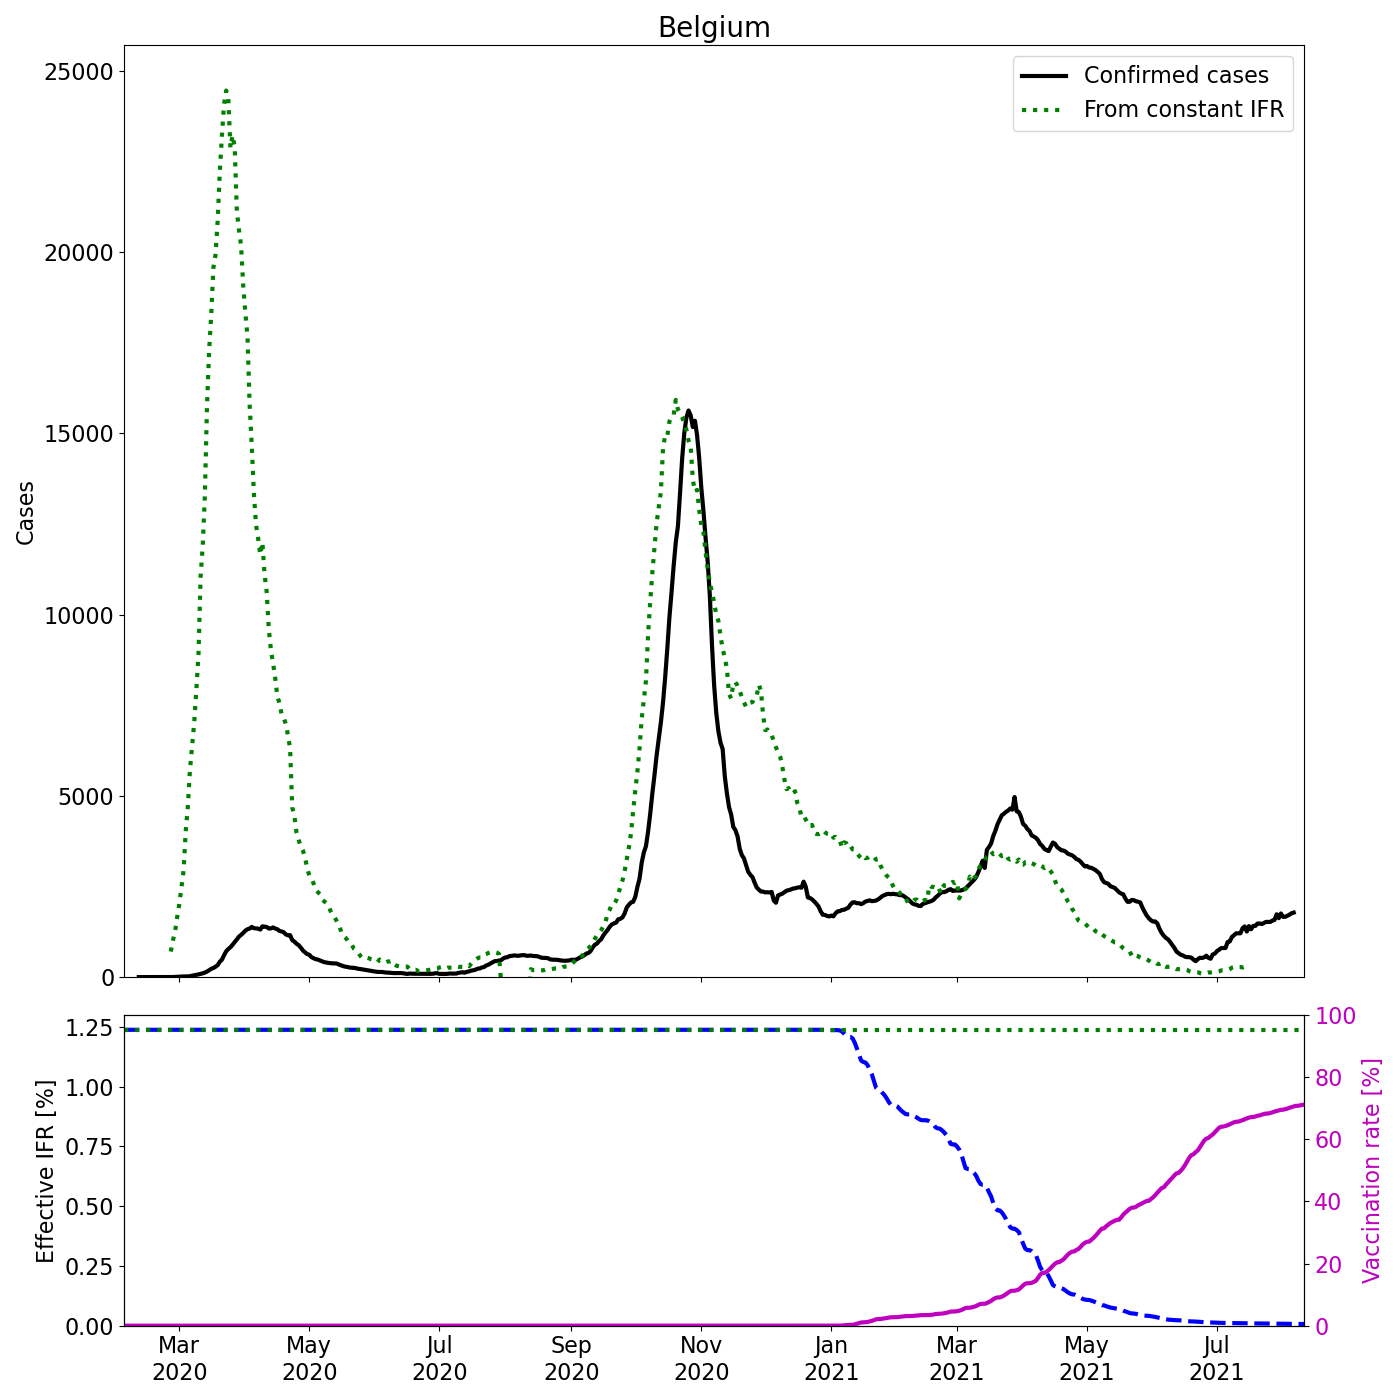 Belgium
25000
20000
15000
10000
5000
0
Cases
Confirmed cases
From constant IFR
1.25
1.00
0.75
0.50
0.25
0.00
Effective IFR [%]
100
80
60
40
20
0
Vaccination rate [%]
Mar May Jul Sep Nov Jan Mar May Jul
2020 2020 2020 2020 2020 2021 2021 2021 2021